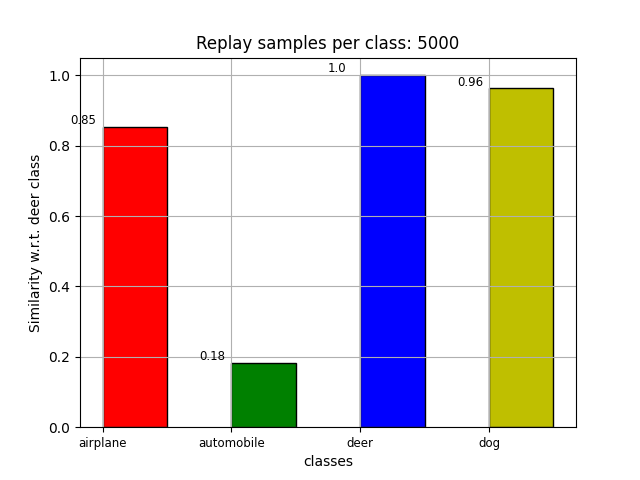 Replay samples per class: 5000
Similarity w.r.t. deer class
1.0
0.8
0.6
0.4
0.2
0.0
0.85
0.18
1.0
0.96
airplane
automobile
deer
dog
classes